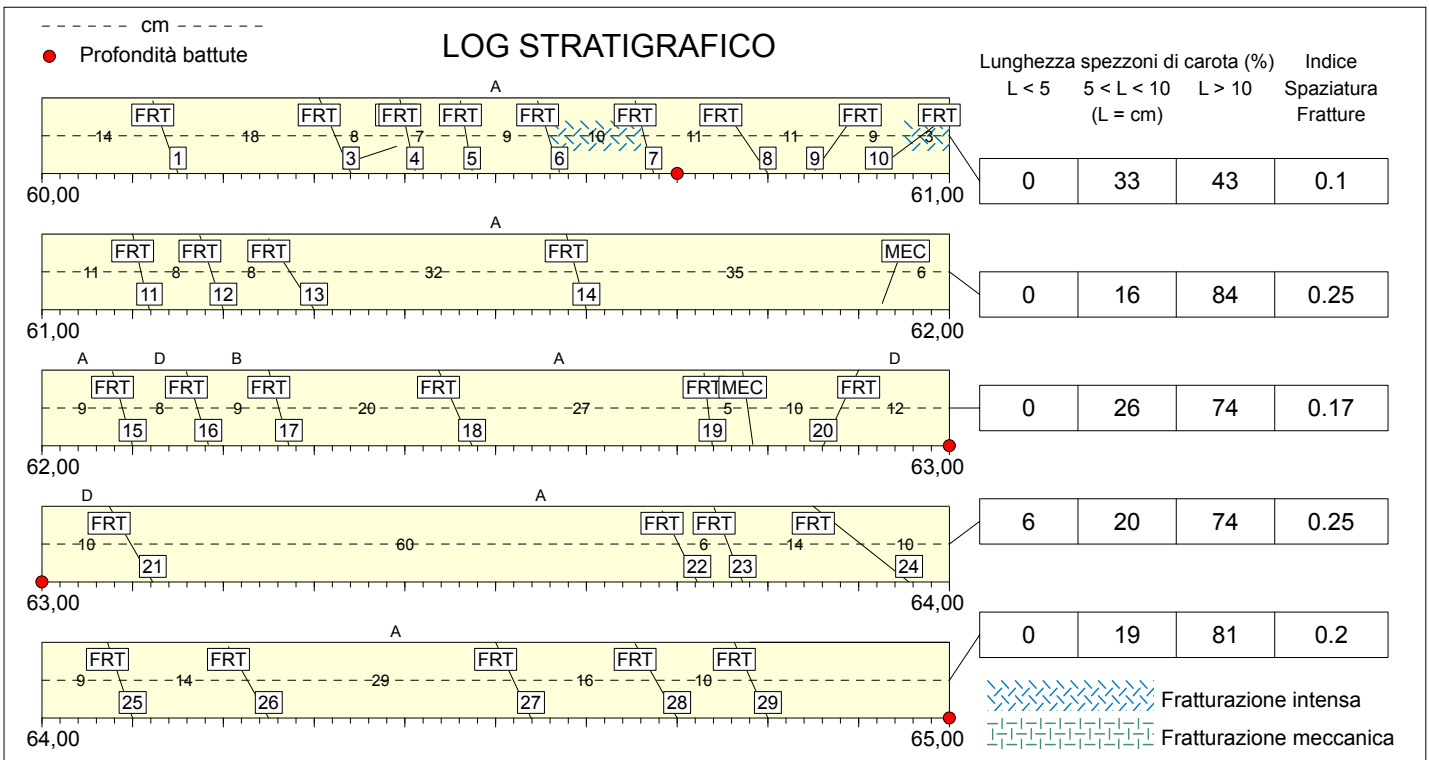 cm
Profondità battute
LOG STRATIGRAFICO
Lunghezza spezzoni di carota (%)
Indice Spaziatura Fratture
L < 5
5 < L < 10
L > 10
(L = cm)
A
FRT FRT FRT FRT FRT FRT FRT FRT FRT
14 18 8 7 9 10 11 11 9 3
1 3 4 5 6 7 8 9 10
60,00 61,00
0 33 43 0.1
A
FRT FRT FRT FRT MEC
11 8 8 32 35 6
11 12 13 14
61,00 62,00
0 16 84 0.25
A D B A D
FRT FRT FRT FRT FRT MEC FRT
9 8 9 20 27 5 10 12
15 16 17 18 19 20
62,00 63,00
0 26 74 0.17
D A
FRT FRT FRT FRT
10 60 6 14 10
21 22 23 24
63,00 64,00
6 20 74 0.25
A
FRT FRT FRT FRT FRT
9 14 29 16 10
25 26 27 28 29
64,00 65,00
0 19 81 0.2
Fratturazione intensa
Fratturazione meccanica